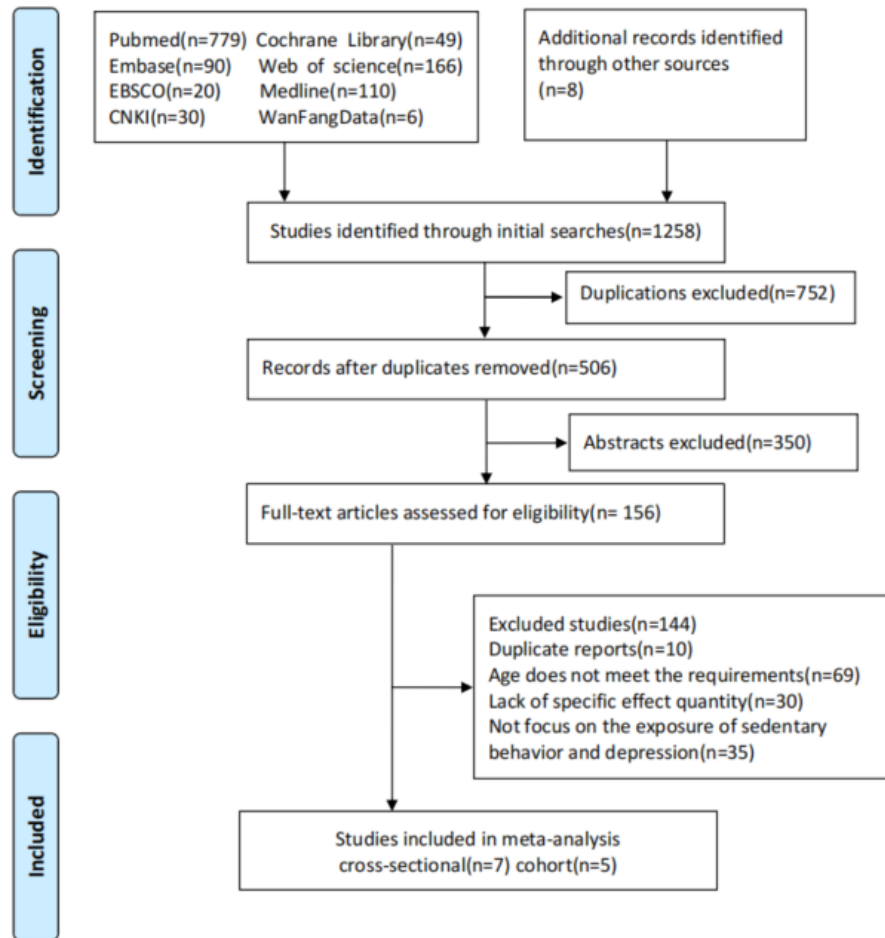 Identification
Pubmed(n=779) Cochrane Library(n=49)
Embase(n=90) Web of science(n=166)
EBSCO(n=20) Medline(n=110)
CNKI(n=30) WanFangData(n=6)
Additional records identified
through other sources
(n=8)
Studies identified through initial searches(n=1258)
Screening
Duplications excluded(n=752)
Records after duplicates removed(n=506)
Abstracts excluded(n=350)
Eligibility
Full-text articles assessed for eligibility(n= 156)
Excluded studies(n=144)
Duplicate reports(n=10)
Age does not meet the requirements(n=69)
Lack of specific effect quantity(n=30)
Not focus on the exposure of sedentary
behavior and depression(n=35)
Included
Studies included in meta-analysis
cross-sectional(n=7) cohort(n=5)